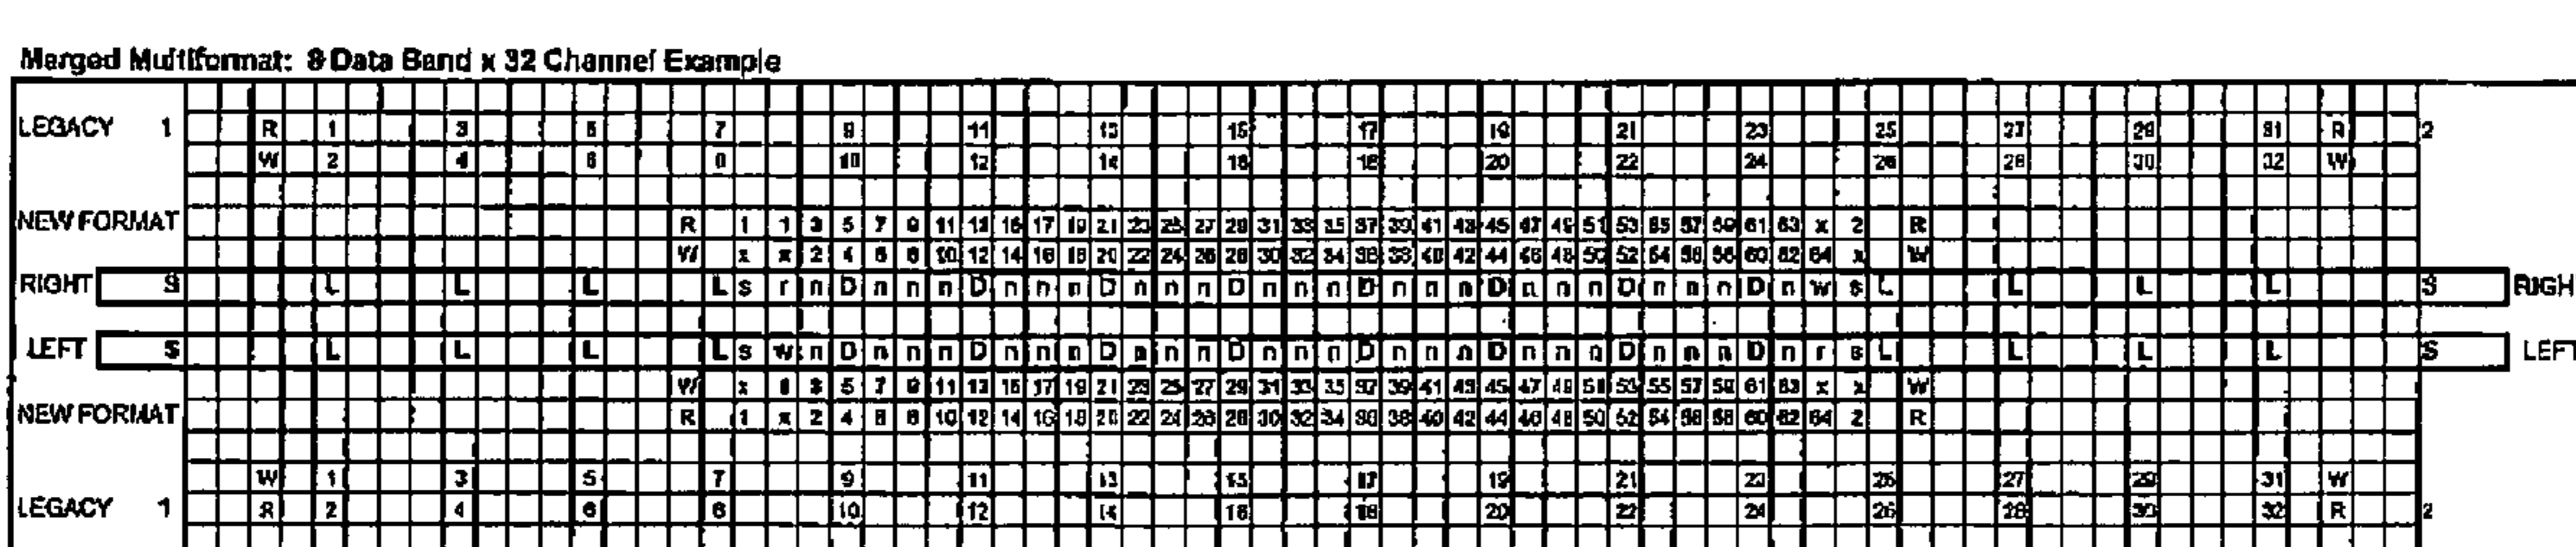 Merged Multiformat: 8 Data Band x 32 Channel Example
LEGACY 1 R 1 3 5 7 9 11 13 15 17 19 21 23 25 27 29 31 R 2
W 2 4 6 8 10 12 14 16 18 20 22 24 26 28 30 32 W
NEW FORMAT R 1 1 3 5 7 9 11 13 15 17 19 21 23 25 27 29 31 33 35 37 39 41 43 45 47 49 51 53 55 57 59 61 63 x 2 R
W x x 2 4 6 8 10 12 14 16 18 20 22 24 26 28 30 32 34 36 38 40 42 44 46 48 50 52 54 56 58 60 62 64 x W
RIGHT S L L L L s r n D n n n D n n n D n n n D n n n D n n n D n n n D n n n D n w s L L L L S RIGH
LEFT S L L L L s w n D n n n D n n n D n n n D n n n D n n n D n n n D n n n D n r s L L L L S LEFT
W x 3 5 7 9 11 13 15 17 19 21 23 25 27 29 31 33 35 37 39 41 43 45 47 49 51 53 55 57 59 61 63 x x W
NEW FORMAT R 1 x 2 4 6 8 10 12 14 16 18 20 22 24 26 28 30 32 34 36 38 40 42 44 46 48 50 52 54 56 58 60 62 64 2 R
W 1 3 5 7 9 11 13 15 17 19 21 23 25 27 29 31 W
LEGACY 1 R 2 4 6 8 10 12 14 16 18 20 22 24 26 28 30 32 R 2